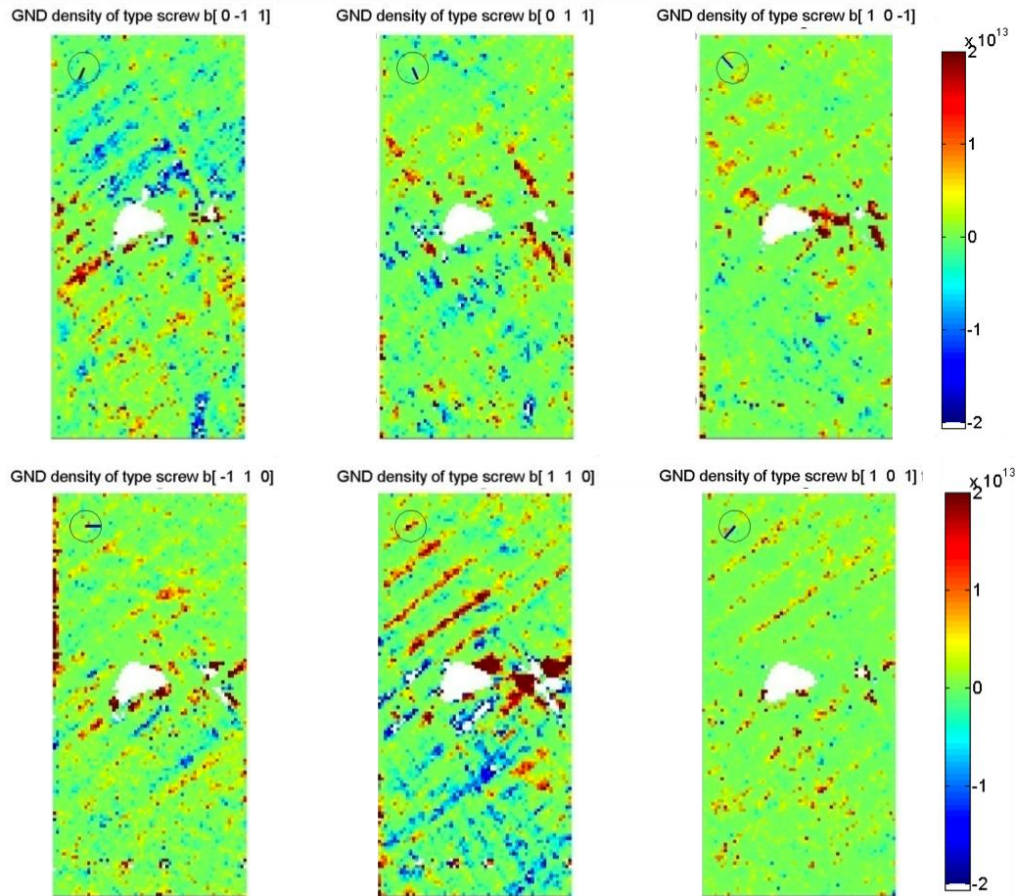 GND density of type screw b[ 0 -1 1]
GND density of type screw b[ 0 1 1]
GND density of type screw b[ 1 0 -1]
x 10^13
2
1
0
-1
-2
GND density of type screw b[ -1 1 0]
GND density of type screw b[ 1 1 0]
GND density of type screw b[ 1 0 1]
x 10^13
2
1
0
-1
-2